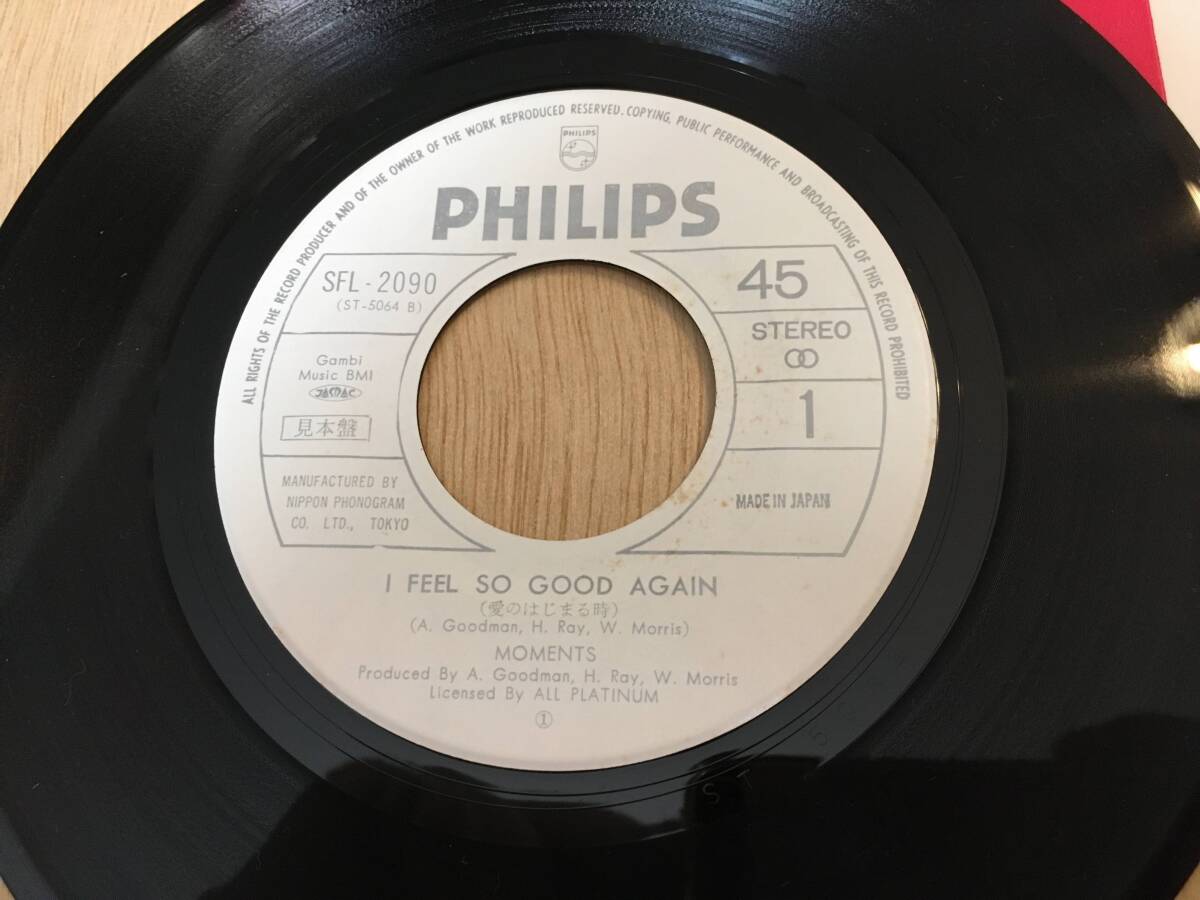 ALL RIGHTS OF THE RECORD PRODUCER AND OF THE OWNER OF THE WORK REPRODUCED RESERVED. COPYING, PUBLIC PERFORMANCE AND BROADCASTING OF THIS RECORD PROHIBITED
PHILIPS
PHILIPS
SFL-2090
(ST-5064 B)
45
STEREO
Gambi
Music BMI
JASRAC
見本盤
1
MANUFACTURED BY
NIPPON PHONOGRAM
CO. LTD., TOKYO
MADE IN JAPAN
I FEEL SO GOOD AGAIN
(愛のはじまる時)
(A. Goodman, H. Ray, W. Morris)
MOMENTS
Produced By A. Goodman, H. Ray, W. Morris
Licensed By ALL PLATINUM
①
S T 5